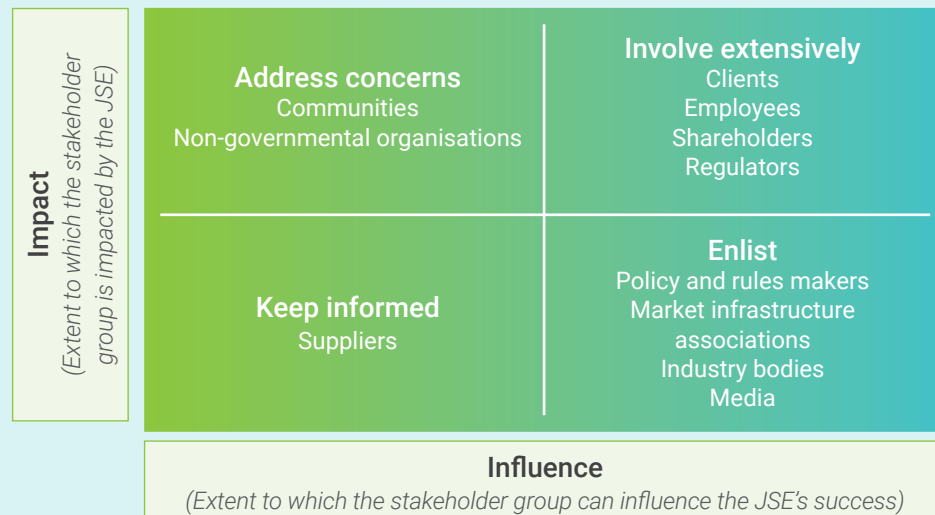 Impact
(Extent to which the stakeholder
group is impacted by the JSE)
Address concerns
Communities
Non-governmental organisations
Involve extensively
Clients
Employees
Shareholders
Regulators
Keep informed
Suppliers
Enlist
Policy and rules makers
Market infrastructure
associations
Industry bodies
Media
Influence
(Extent to which the stakeholder group can influence the JSE's success)